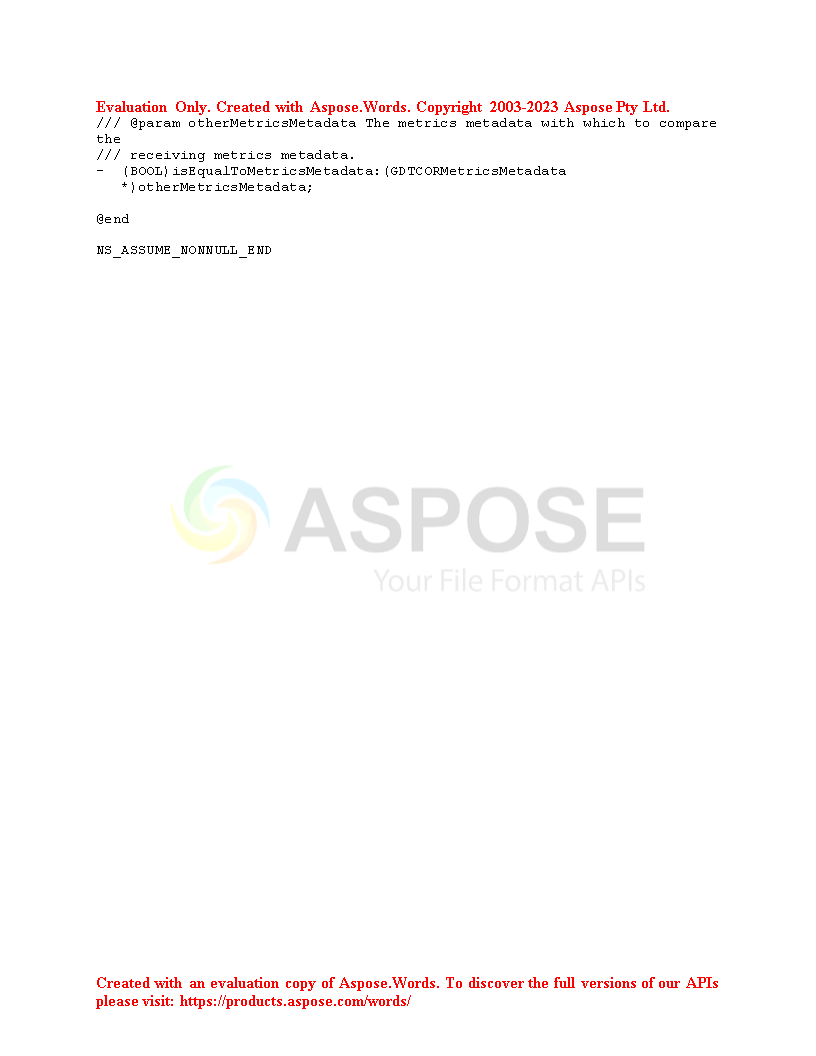 Evaluation Only. Created with Aspose.Words. Copyright 2003-2023 Aspose Pty Ltd.
/// @param otherMetricsMetadata The metrics metadata with which to compare
the
/// receiving metrics metadata.
- (BOOL)isEqualToMetricsMetadata:(GDTCORMetricsMetadata
*)otherMetricsMetadata;
@end
NS_ASSUME_NONNULL_END
ASPOSE
Your File Format APIs
Created with an evaluation copy of Aspose.Words. To discover the full versions of our APIs
please visit: https://products.aspose.com/words/